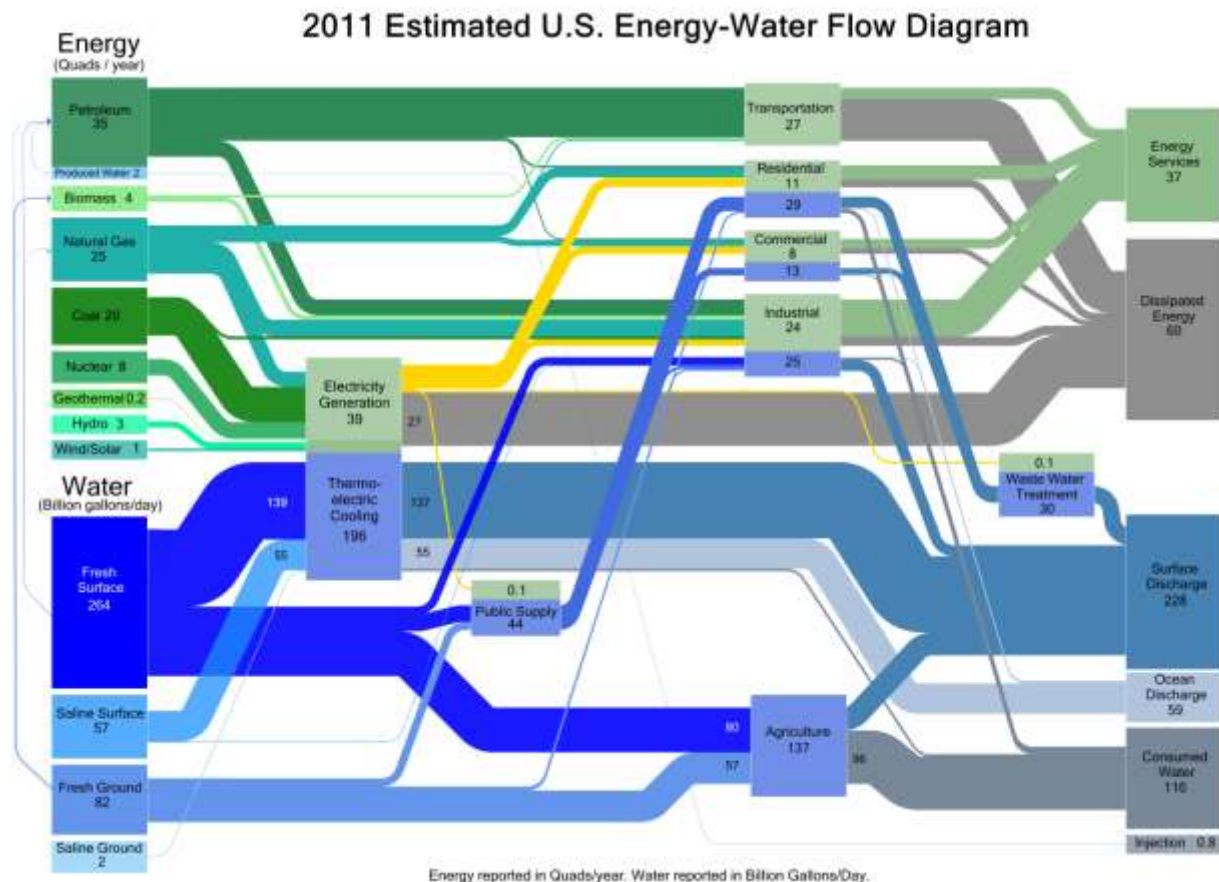 2011 Estimated U.S. Energy-Water Flow Diagram
Energy
(Quads / year)
Petroleum
35
Produced Water 2
Biomass 4
Natural Gas
25
Coal 20
Nuclear 8
Geothermal 0.2
Hydro 3
Wind/Solar 1
Water
(Billion gallons/day)
Fresh
Surface
264
Saline Surface
57
Fresh Ground
82
Saline Ground
2
Electricity
Generation
39
27
Thermo-
electric
Cooling
196
139
55
137
55
0.1
Public Supply
44
Transportation
27
Residential
11
29
Commercial
8
13
Industrial
24
25
80
57
Agriculture
137
96
0.1
Waste Water
Treatment
30
Energy
Services
37
Dissipated
Energy
Surface
Discharge
228
Ocean
Discharge
59
Consumed
Water
116
Injection 0.8
Energy reported in Quads/year. Water reported in Billion Gallons/Day.